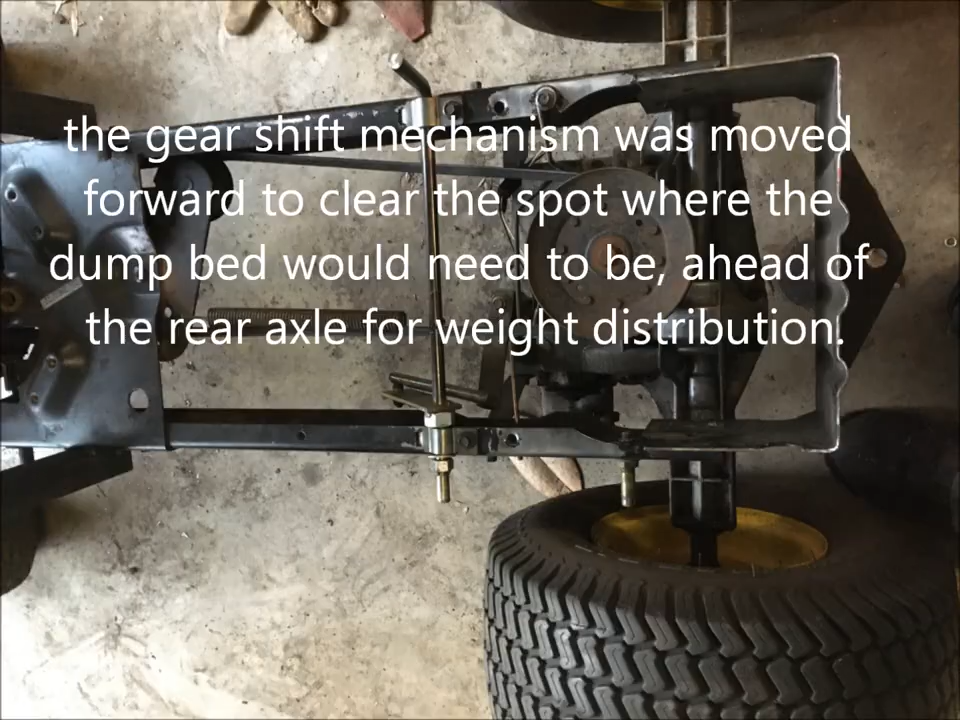 the gear shift mechanism was moved
forward to clear the spot where the
dump bed would need to be, ahead of
the rear axle for weight distribution.